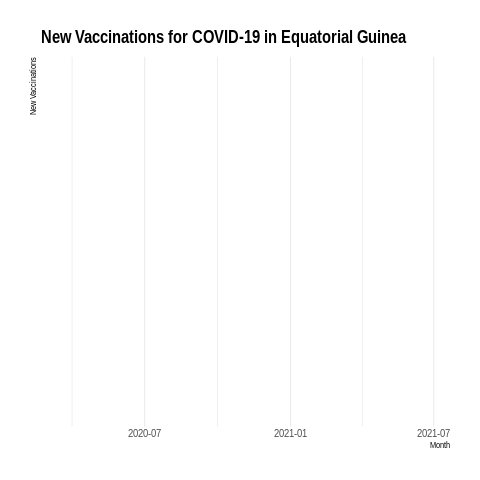 New Vaccinations for COVID-19 in Equatorial Guinea
New Vaccinations
2020-07
2021-01
2021-07
Month